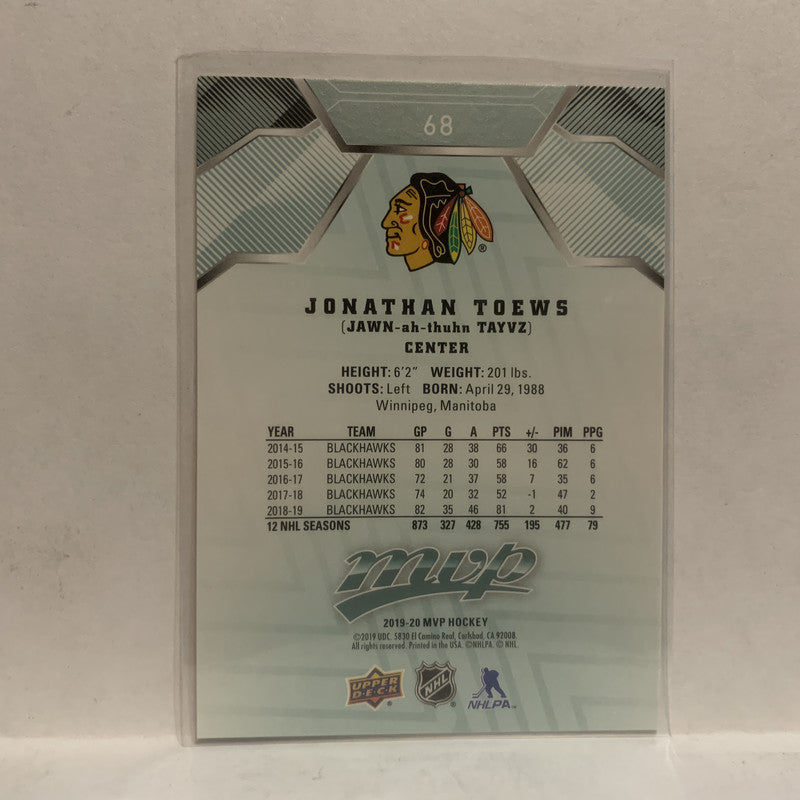 68
®
JONATHAN TOEWS
(JAWN-ah-thuhn TAYVZ)
CENTER
HEIGHT: 6'2" WEIGHT: 201 lbs.
SHOOTS: Left BORN: April 29, 1988
Winnipeg, Manitoba
YEAR TEAM GP G A PTS +/- PIM PPG
2014-15 BLACKHAWKS 81 28 38 66 30 36 6
2015-16 BLACKHAWKS 80 28 30 58 16 62 6
2016-17 BLACKHAWKS 72 21 37 58 7 35 6
2017-18 BLACKHAWKS 74 20 32 52 -1 47 2
2018-19 BLACKHAWKS 82 35 46 81 2 40 9
12 NHL SEASONS 873 327 428 755 195 477 79
mvp
2019-20 MVP HOCKEY
©2019 UDC. 5830 El Camino Real, Carlsbad, CA 92008.
All rights reserved. Printed in the USA. ©NHLPA. © NHL.
UPPER DECK ® NHL ® NHLPA™